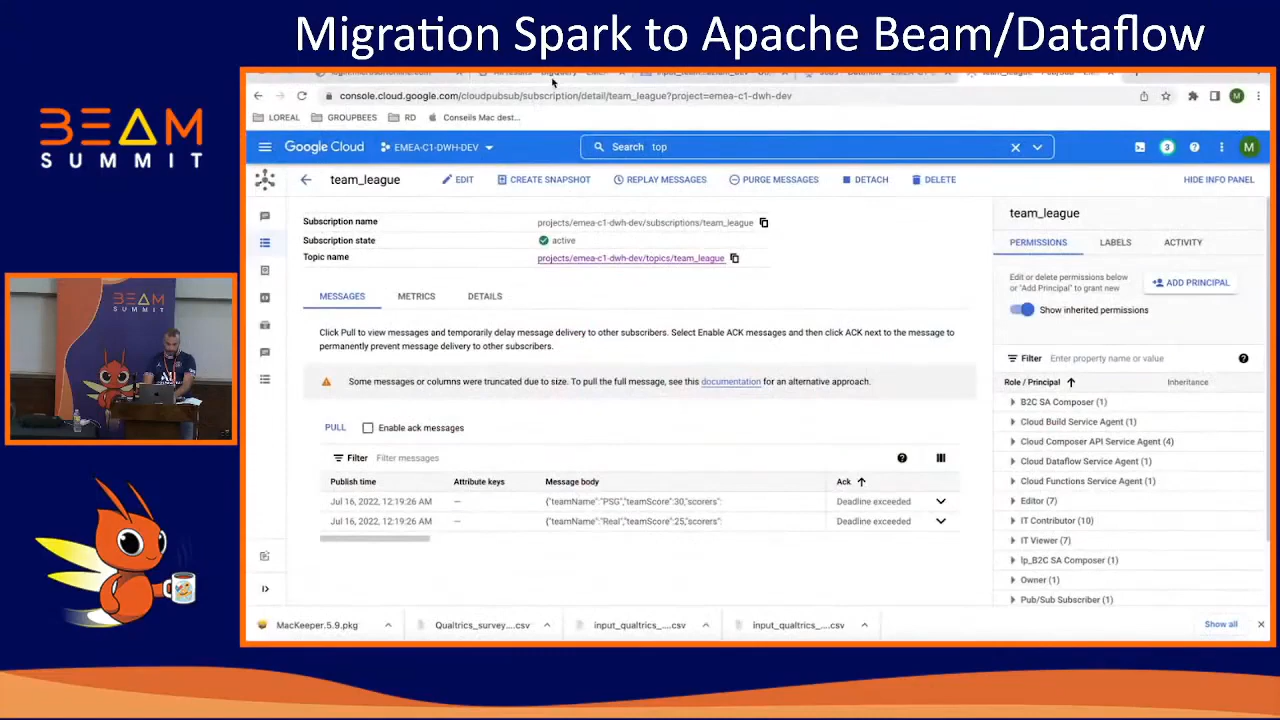 Migration Spark to Apache Beam/Dataflow
BEAM
SUMMIT
console.cloud.google.com/cloudpubsub/subscription/detail/team_league?project=emea-c1-dwh-dev
M
LOREAL
GROUPBEES
RD
Conseils Mac dest...
Google Cloud
EMEA-C1-DWH-DEV
Search top
3
M
team_league
EDIT
CREATE SNAPSHOT
REPLAY MESSAGES
PURGE MESSAGES
DETACH
DELETE
HIDE INFO PANEL
Subscription name
projects/emea-c1-dwh-dev/subscriptions/team_league
Subscription state
active
Topic name
projects/emea-c1-dwh-dev/topics/team_league
MESSAGES
METRICS
DETAILS
Click Pull to view messages and temporarily delay message delivery to other subscribers. Select Enable ACK messages and then click ACK next to the message to
permanently prevent message delivery to other subscribers.
Some messages or columns were truncated due to size. To pull the full message, see this documentation for an alternative approach.
PULL
Enable ack messages
Filter Filter messages
Publish time Attribute keys Message body Ack
Jul 16, 2022, 12:19:26 AM — {"teamName":"PSG","teamScore":30,"scorers": Deadline exceeded
Jul 16, 2022, 12:19:26 AM — {"teamName":"Real","teamScore":25,"scorers": Deadline exceeded
team_league
PERMISSIONS
LABELS
ACTIVITY
Edit or delete permissions below
or "Add Principal" to grant new
ADD PRINCIPAL
Show inherited permissions
Filter Enter property name or value
Role / Principal Inheritance
B2C SA Composer (1)
Cloud Build Service Agent (1)
Cloud Composer API Service Agent (4)
Cloud Dataflow Service Agent (1)
Cloud Functions Service Agent (1)
Editor (7)
IT Contributor (10)
IT Viewer (7)
lp_B2C SA Composer (1)
Owner (1)
Pub/Sub Subscriber (1)
MacKeeper.5.9.pkg
Qualtrics_survey....csv
input_qualtrics_....csv
input_qualtrics_....csv
Show all
BEAM
SUMMIT